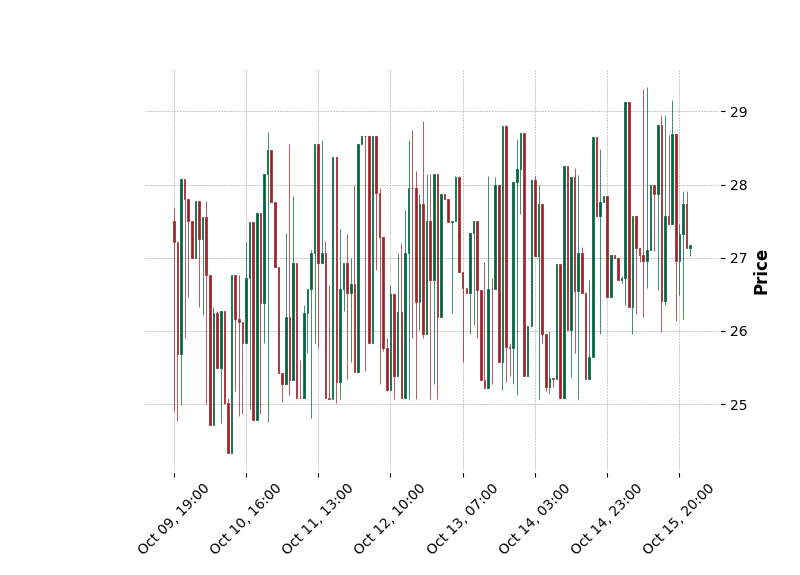 29
28
27
26
25
Price
Oct 09, 19:00
Oct 10, 16:00
Oct 11, 13:00
Oct 12, 10:00
Oct 13, 07:00
Oct 14, 03:00
Oct 14, 23:00
Oct 15, 20:00